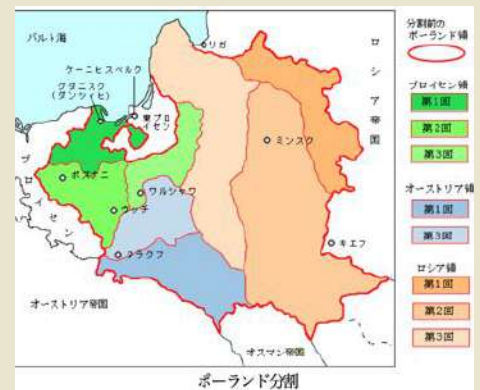 バルト海
リガ
ケーニヒスベルク
グダニスク
(ダンツィヒ)
東プロ
イセン
ロシア帝国
ミンスク
プロイセン
ポズナニ
ワルシャワ
ウッチ
クラクフ
キエフ
オーストリア帝国
オスマン帝国
分割前の
ポーランド領
プロイセン領
第1回
第2回
第3回
オーストリア領
第1回
第3回
ロシア領
第1回
第2回
第3回
ポーランド分割